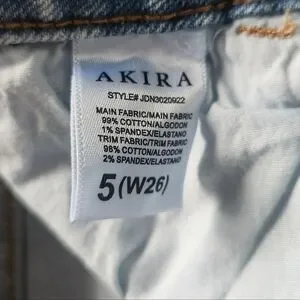 AKIRA
STYLE# JDN3020922
MAIN FABRIC/MAIN FABRIC
99% COTTON/ALGODON
1% SPANDEX/ELASTANO
TRIM FABRIC/TRIM FABRIC
98% COTTON/ALGODON
2% SPANDEX/ELASTANO
5(W26)